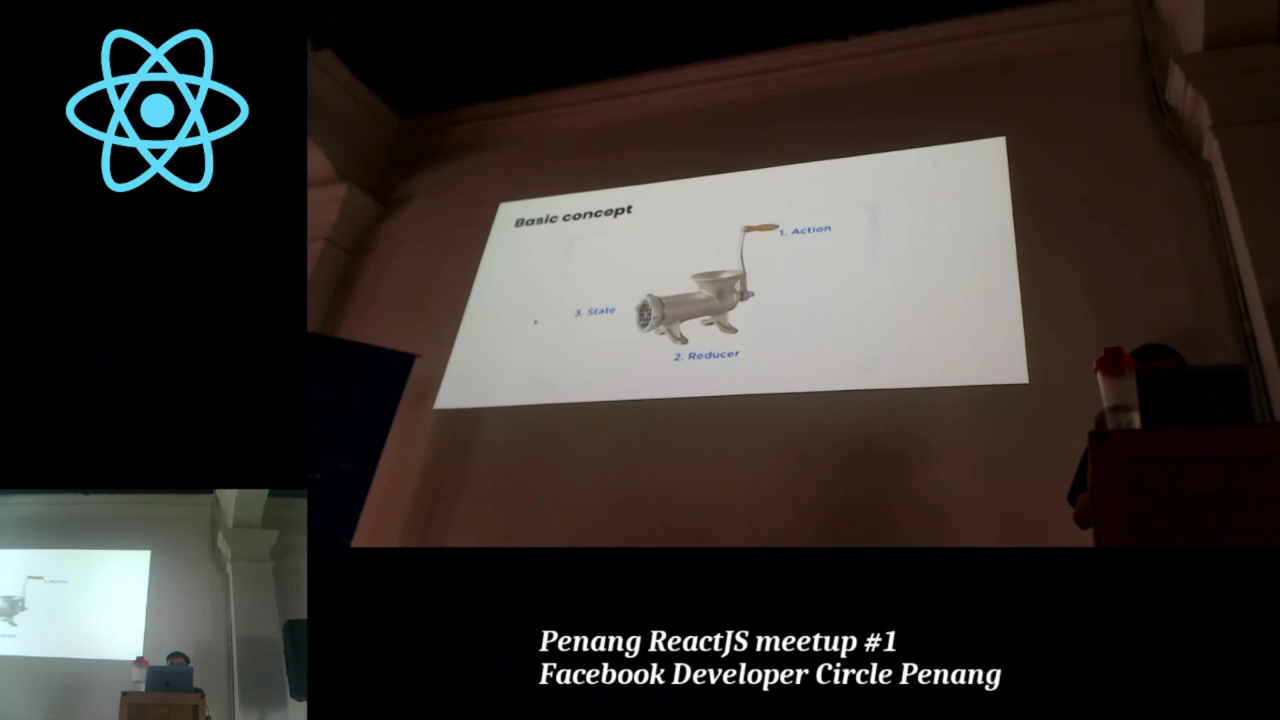 Basic concept
1. Action
3. State
2. Reducer
Penang ReactJS meetup #1
Facebook Developer Circle Penang